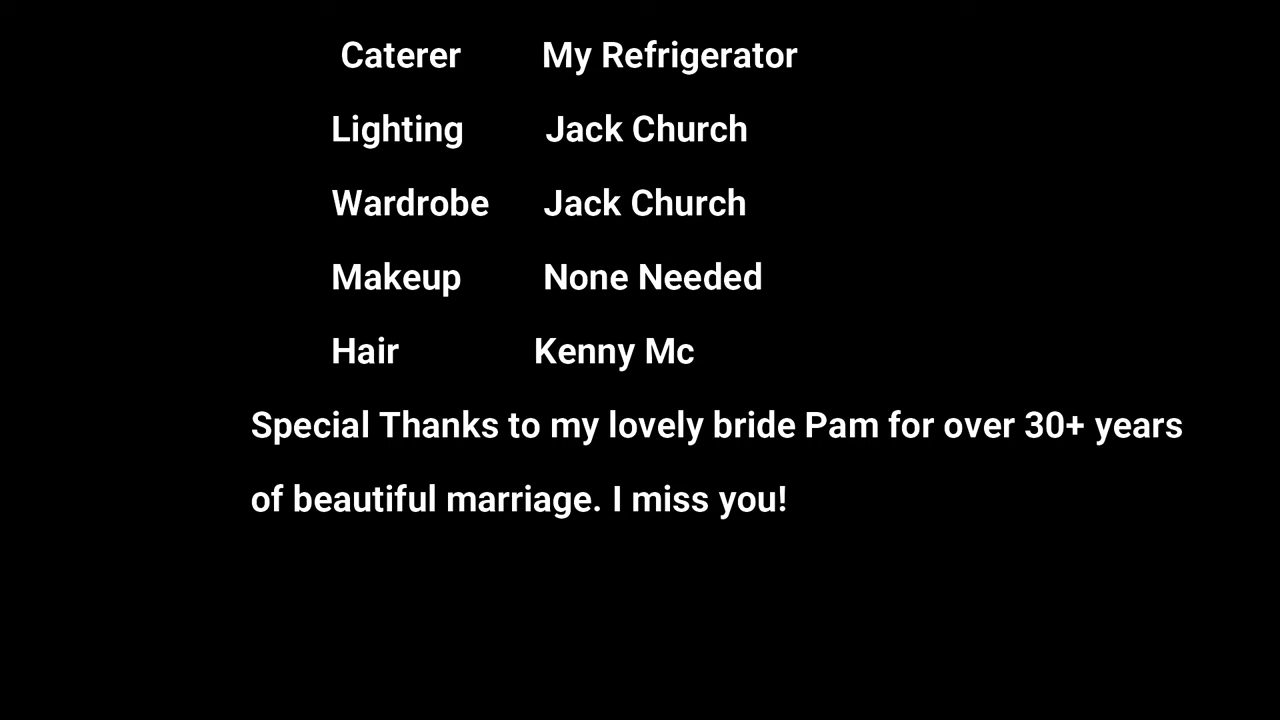 Caterer My Refrigerator
Lighting Jack Church
Wardrobe Jack Church
Makeup None Needed
Hair Kenny Mc
Special Thanks to my lovely bride Pam for over 30+ years
of beautiful marriage. I miss you!